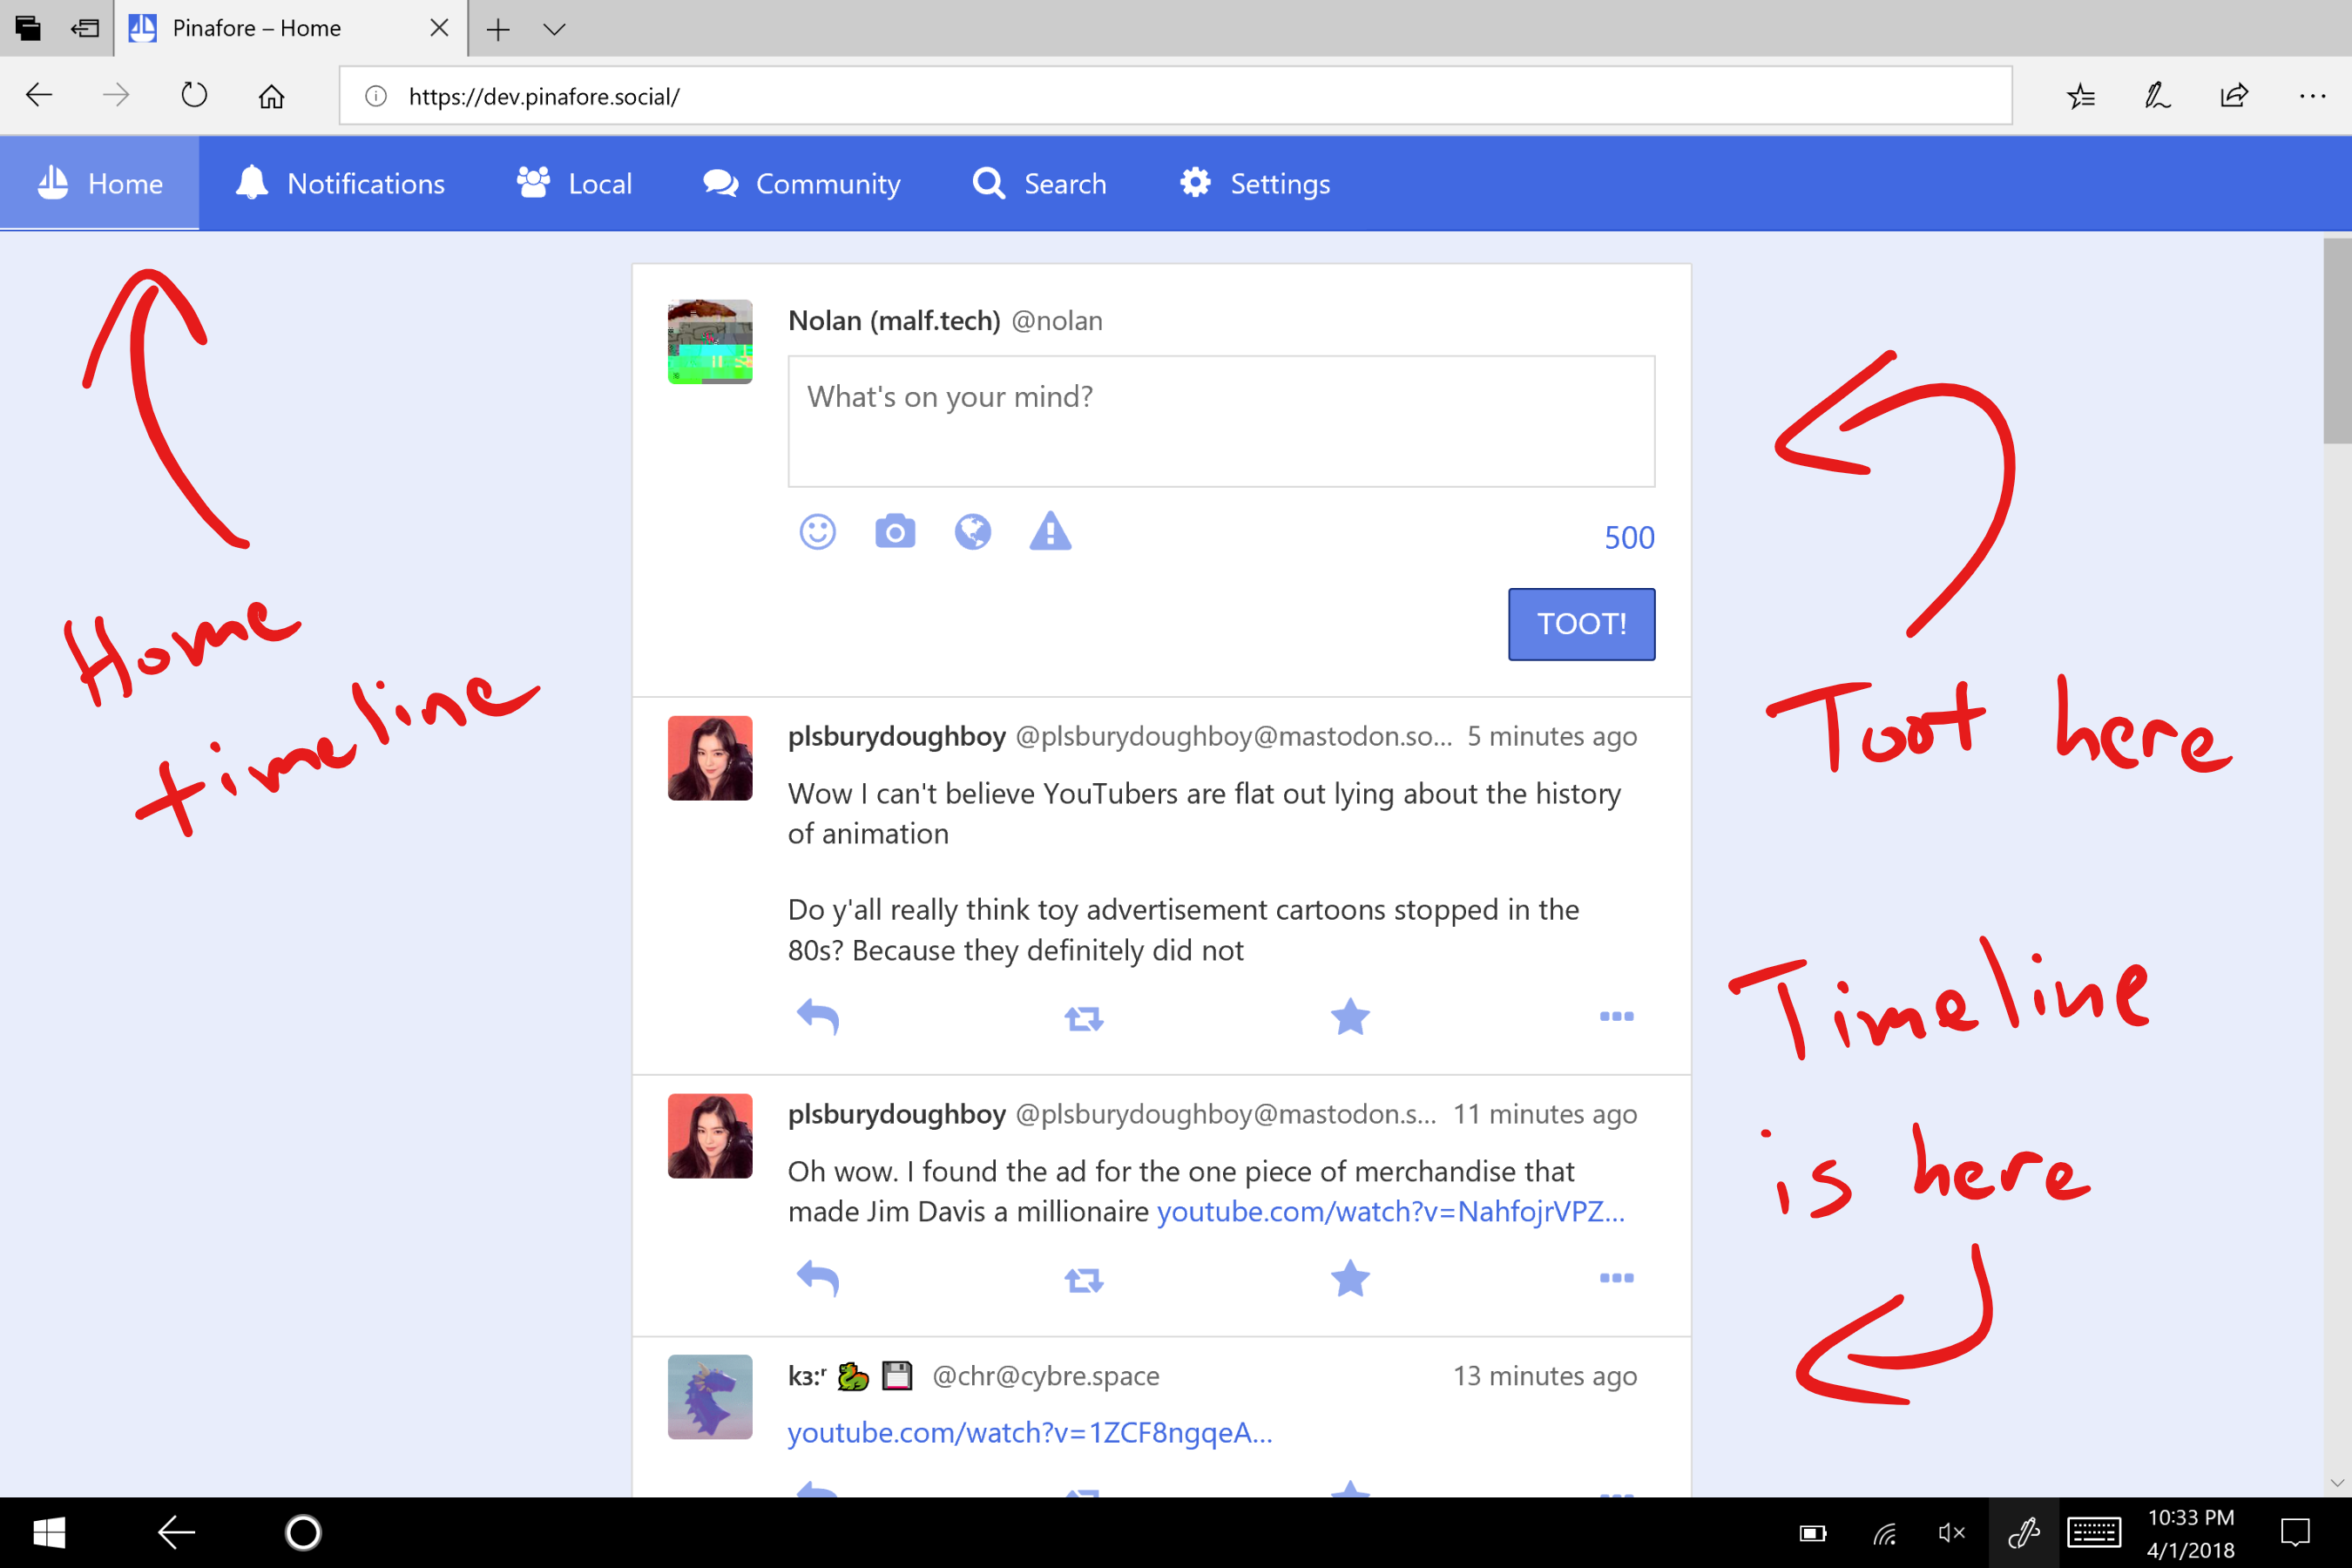 Pinafore – Home
https://dev.pinafore.social/
Home Notifications Local Community Search Settings
Nolan (malf.tech) @nolan
What's on your mind?
500
TOOT!
Home
timeline
Toot here
plsburydoughboy @plsburydoughboy@mastodon.so... 5 minutes ago
Wow I can't believe YouTubers are flat out lying about the history
of animation
Do y'all really think toy advertisement cartoons stopped in the
80s? Because they definitely did not
Timeline
is here
plsburydoughboy @plsburydoughboy@mastodon.s... 11 minutes ago
Oh wow. I found the ad for the one piece of merchandise that
made Jim Davis a millionaire youtube.com/watch?v=NahfojrVPZ...
kз:ʳ 🐉 💾 @chr@cybre.space 13 minutes ago
youtube.com/watch?v=1ZCF8ngqeA...
10:33 PM
4/1/2018